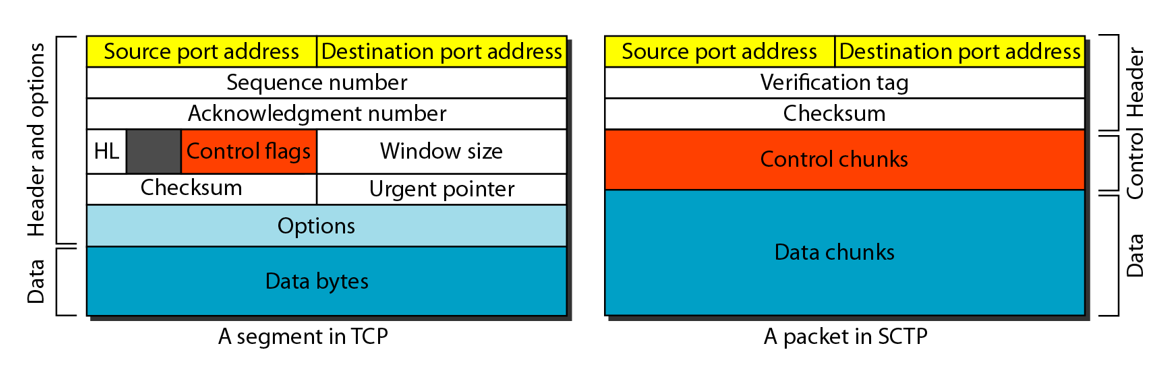 Header and options
Data
Source port address
Destination port address
Sequence number
Acknowledgment number
HL
Control flags
Window size
Checksum
Urgent pointer
Options
Data bytes
A segment in TCP
Source port address
Destination port address
Verification tag
Checksum
Control chunks
Data chunks
Header
Control
Data
A packet in SCTP